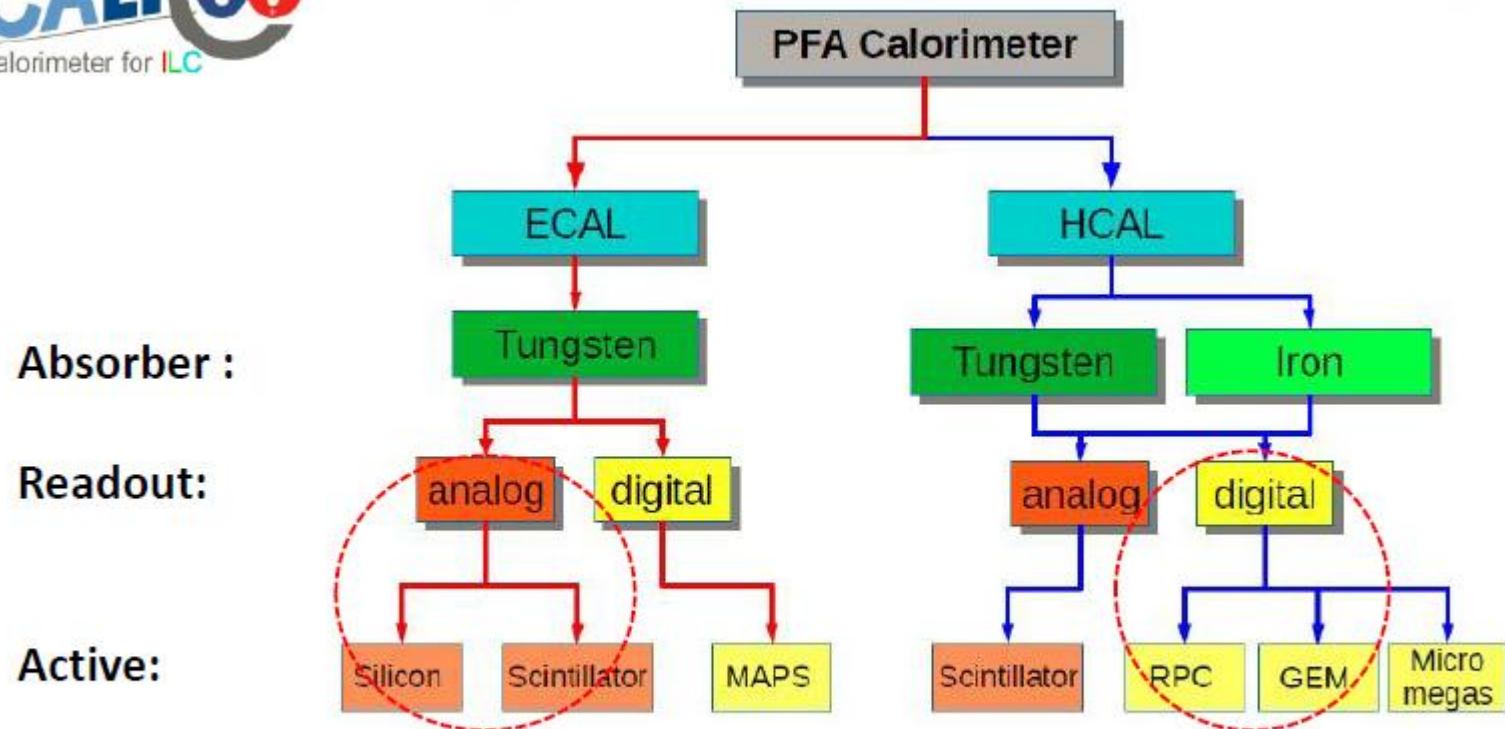 alorimeter for ILC
PFA Calorimeter
ECAL
HCAL
Absorber :
Tungsten
Tungsten
Iron
Readout:
analog
digital
analog
digital
Active:
Silicon
Scintillator
MAPS
Scintillator
RPC
GEM
Micro
megas